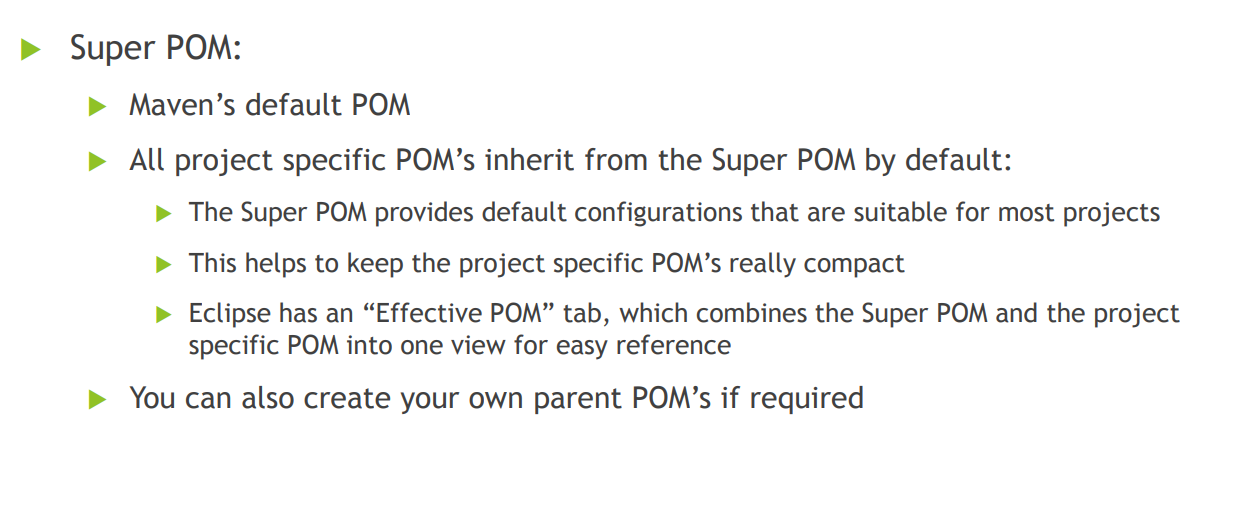 Super POM:
Maven’s default POM
All project specific POM’s inherit from the Super POM by default:
The Super POM provides default configurations that are suitable for most projects
This helps to keep the project specific POM’s really compact
Eclipse has an “Effective POM” tab, which combines the Super POM and the project
specific POM into one view for easy reference
You can also create your own parent POM’s if required